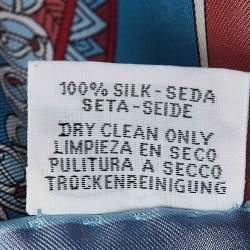 100% SILK-SEDA
SETA-SEIDE
DRY CLEAN ONLY
LIMPIEZA EN SECO
PULITURA A SECCO
TROCKENREINIGUNG